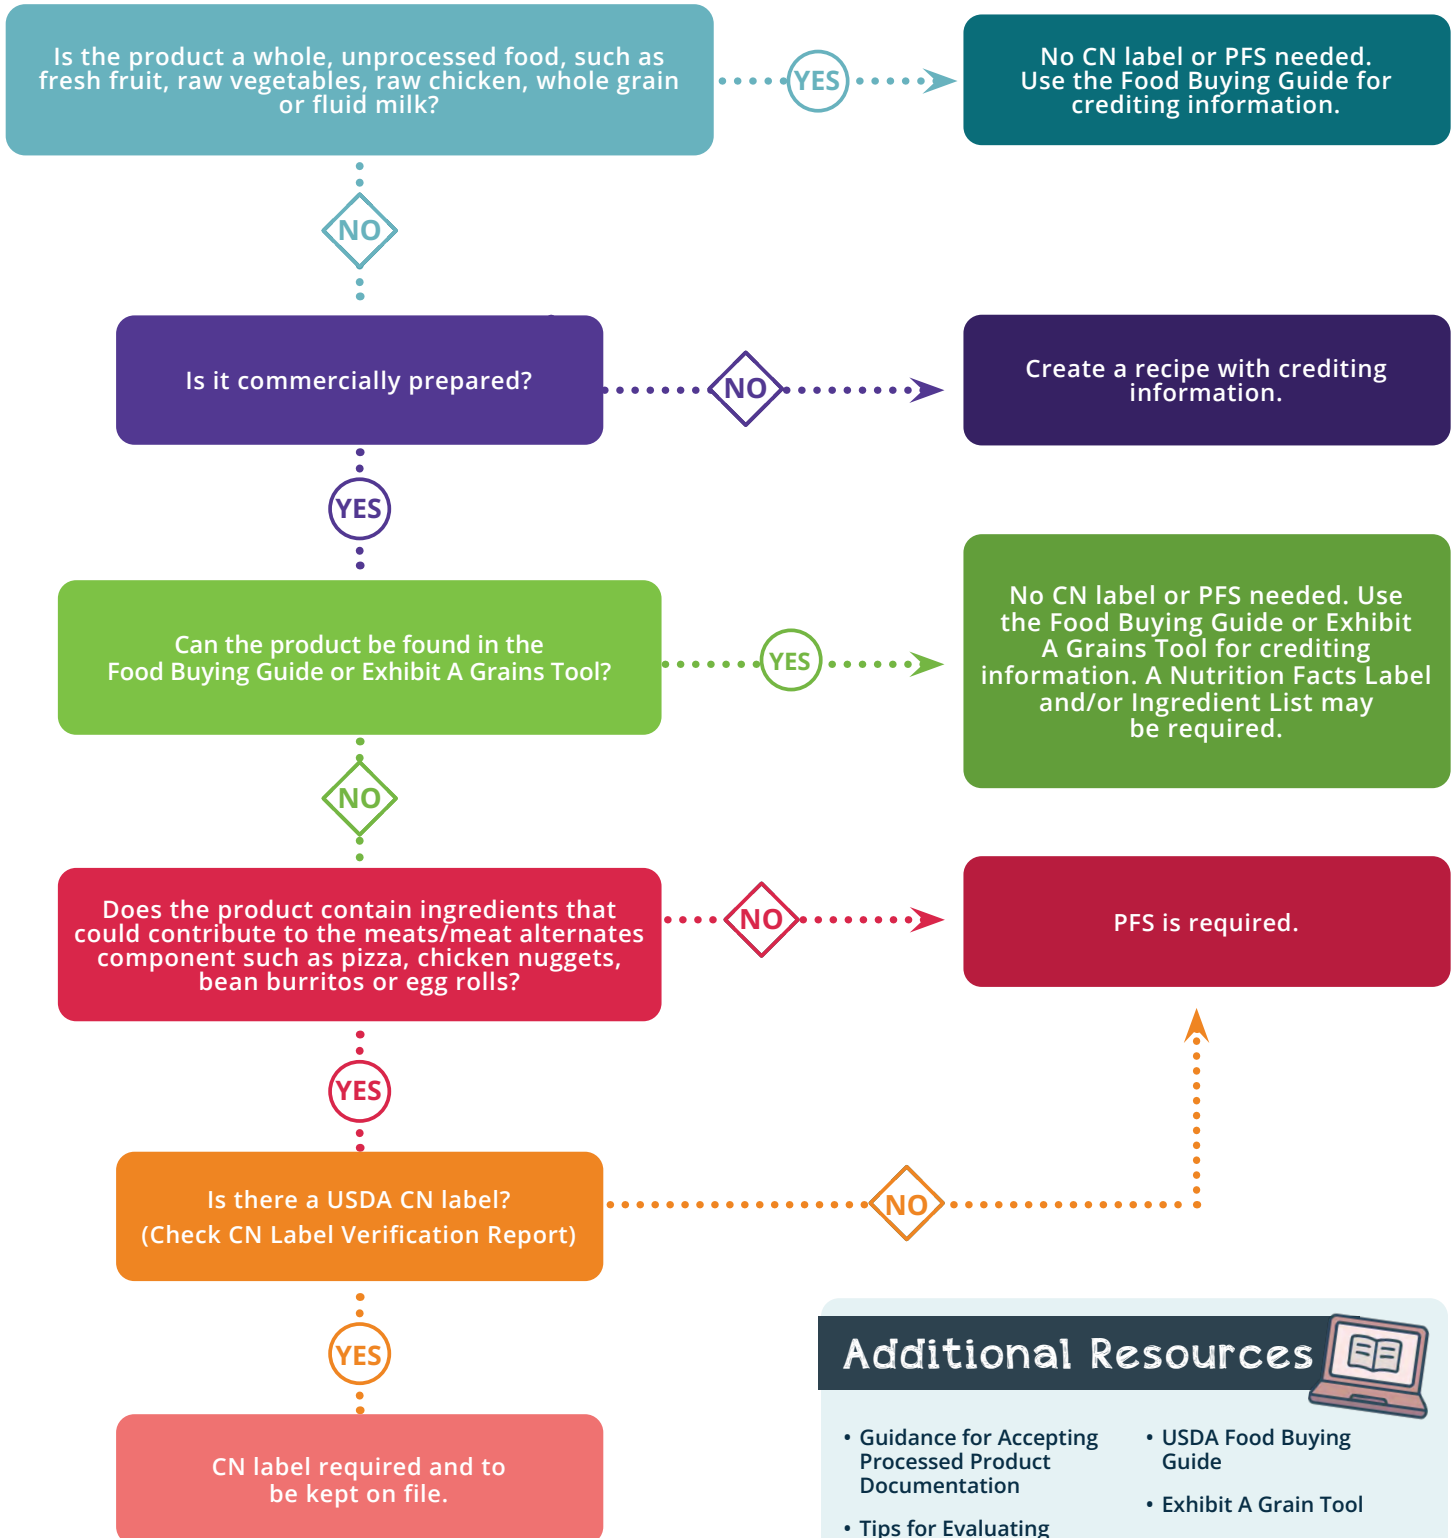 Is the product a whole, unprocessed food, such as
fresh fruit, raw vegetables, raw chicken, whole grain
or fluid milk?
YES
No CN label or PFS needed.
Use the Food Buying Guide for
crediting information.
NO
Is it commercially prepared?
NO
Create a recipe with crediting
information.
YES
Can the product be found in the
Food Buying Guide or Exhibit A Grains Tool?
YES
No CN label or PFS needed. Use
the Food Buying Guide or Exhibit
A Grains Tool for crediting
information. A Nutrition Facts Label
and/or Ingredient List may
be required.
NO
Does the product contain ingredients that
could contribute to the meats/meat alternates
component such as pizza, chicken nuggets,
bean burritos or egg rolls?
NO
PFS is required.
YES
Is there a USDA CN label?
(Check CN Label Verification Report)
NO
YES
CN label required and to
be kept on file.
Additional Resources
• Guidance for Accepting
Processed Product
Documentation
• Tips for Evaluating
• USDA Food Buying
Guide
• Exhibit A Grain Tool